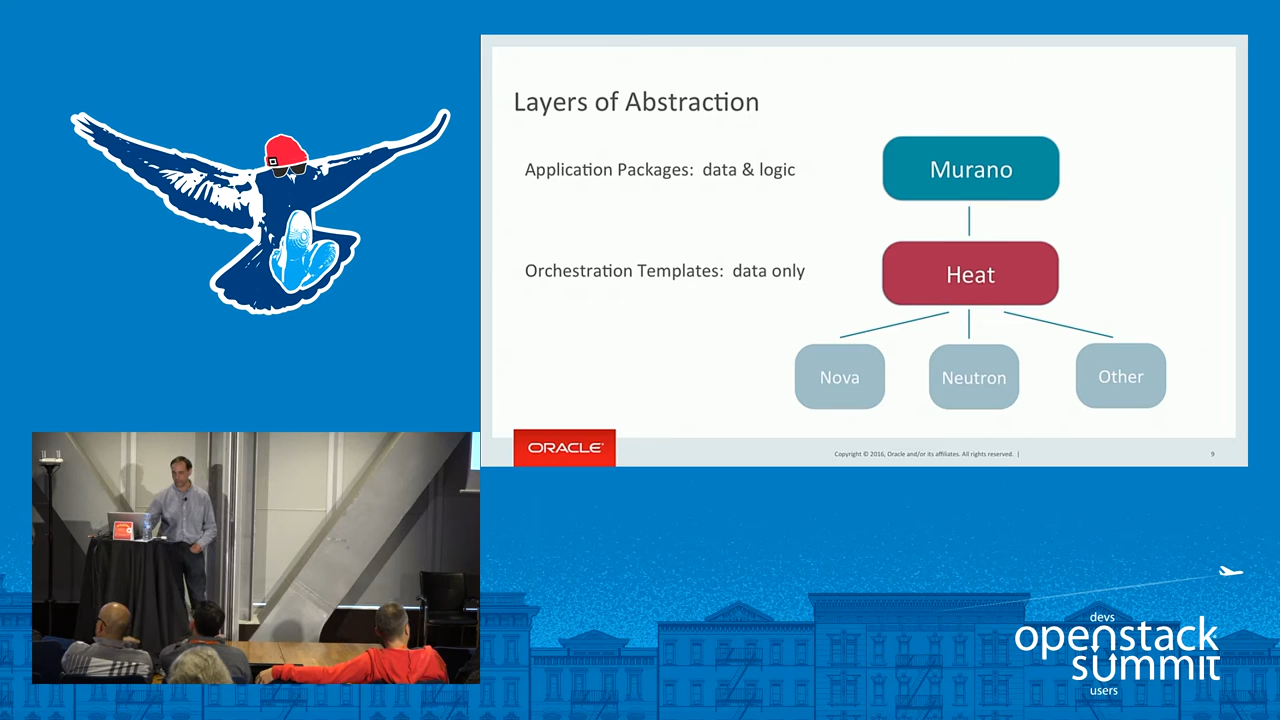 Layers of Abstraction
Application Packages: data & logic
Murano
Orchestration Templates: data only
Heat
Nova
Neutron
Other
ORACLE
Copyright © 2016, Oracle and/or its affiliates. All rights reserved. |
9
devs
openstack
summit
users